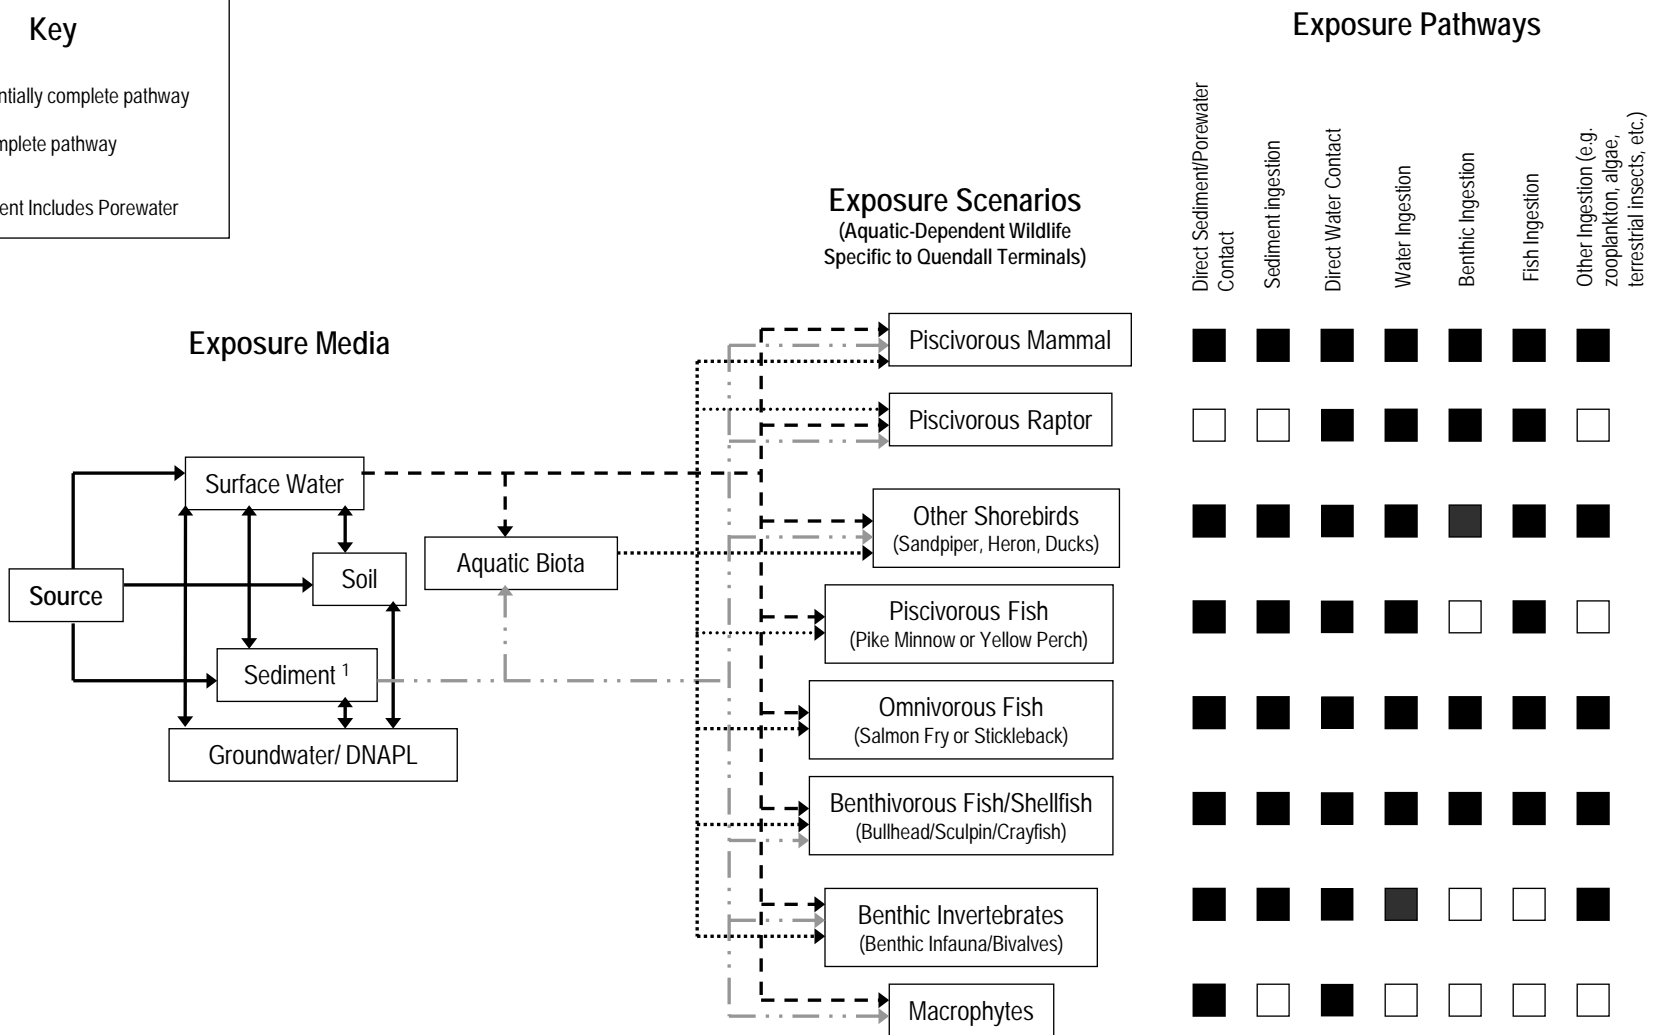 Key
ntially complete pathway
mplete pathway
ent Includes Porewater
Exposure Pathways
Direct Sediment/Porewater
Contact
Sediment ingestion
Direct Water Contact
Water Ingestion
Benthic Ingestion
Fish Ingestion
Other Ingestion (e.g.
zooplankton, algae,
terrestrial insects, etc.)
Exposure Scenarios
(Aquatic-Dependent Wildlife
Specific to Quendall Terminals)
Exposure Media
Source
Surface Water
Soil
Sediment 1
Groundwater/ DNAPL
Aquatic Biota
Piscivorous Mammal
Piscivorous Raptor
Other Shorebirds
(Sandpiper, Heron, Ducks)
Piscivorous Fish
(Pike Minnow or Yellow Perch)
Omnivorous Fish
(Salmon Fry or Stickleback)
Benthivorous Fish/Shellfish
(Bullhead/Sculpin/Crayfish)
Benthic Invertebrates
(Benthic Infauna/Bivalves)
Macrophytes